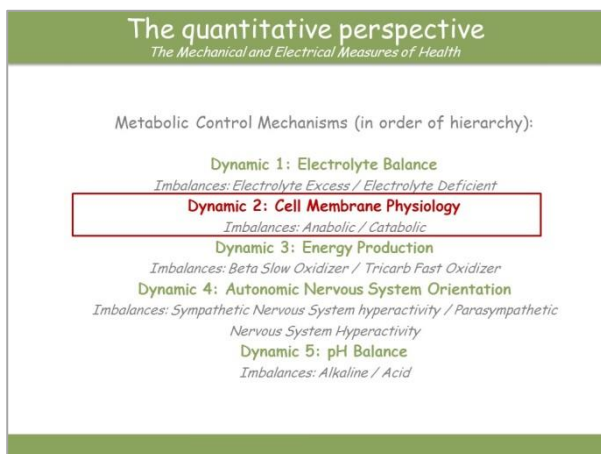 The quantitative perspective
The Mechanical and Electrical Measures of Health
Metabolic Control Mechanisms (in order of hierarchy):
Dynamic 1: Electrolyte Balance
Imbalances: Electrolyte Excess / Electrolyte Deficient
Dynamic 2: Cell Membrane Physiology
Imbalances: Anabolic / Catabolic
Dynamic 3: Energy Production
Imbalances: Beta Slow Oxidizer / Tricarb Fast Oxidizer
Dynamic 4: Autonomic Nervous System Orientation
Imbalances: Sympathetic Nervous System hyperactivity / Parasympathetic
Nervous System Hyperactivity
Dynamic 5: pH Balance
Imbalances: Alkaline / Acid